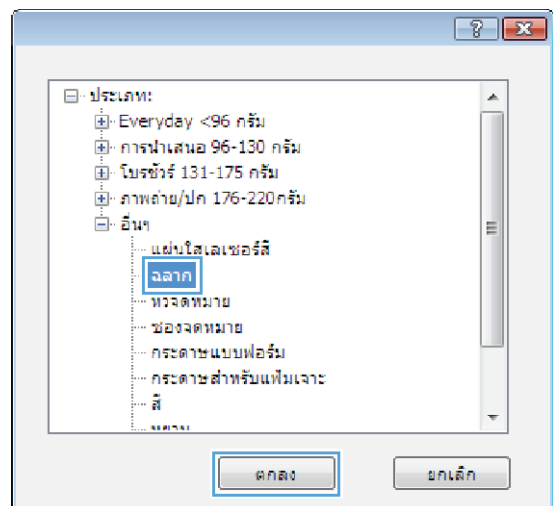 ประเภท:
Everyday <96 กรัม
การนำเสนอ 96-130 กรัม
โบรชัวร์ 131-175 กรัม
ภาพถ่าย/ปก 176-220กรัม
อื่นๆ
แผ่นใสเลเซอร์สี
ฉลาก
หัวจดหมาย
ซองจดหมาย
กระดาษแบบฟอร์ม
กระดาษสำหรับแฟ้มเจาะ
สี
ตกลง ยกเลิก